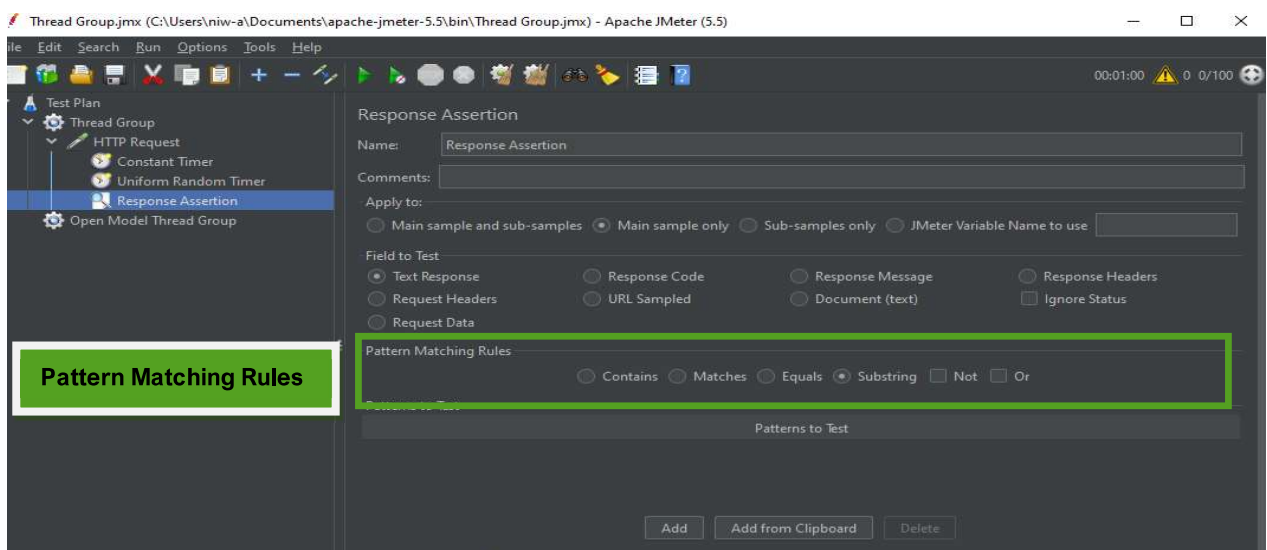 Thread Group.jmx (C:\Users\niw-a\Documents\apache-jmeter-5.5\bin\Thread Group.jmx) - Apache JMeter (5.5)
ile Edit Search Run Options Tools Help
00:01:00 0 0/100
Test Plan
Thread Group
HTTP Request
Constant Timer
Uniform Random Timer
Response Assertion
Open Model Thread Group
Response Assertion
Name: Response Assertion
Comments:
Apply to:
Main sample and sub-samples Main sample only Sub-samples only JMeter Variable Name to use
Field to Test
Text Response Response Code Response Message Response Headers
Request Headers URL Sampled Document (text) Ignore Status
Request Data
Pattern Matching Rules
Pattern Matching Rules
Contains Matches Equals Substring Not Or
Patterns to Test
Patterns to Test
Add Add from Clipboard Delete